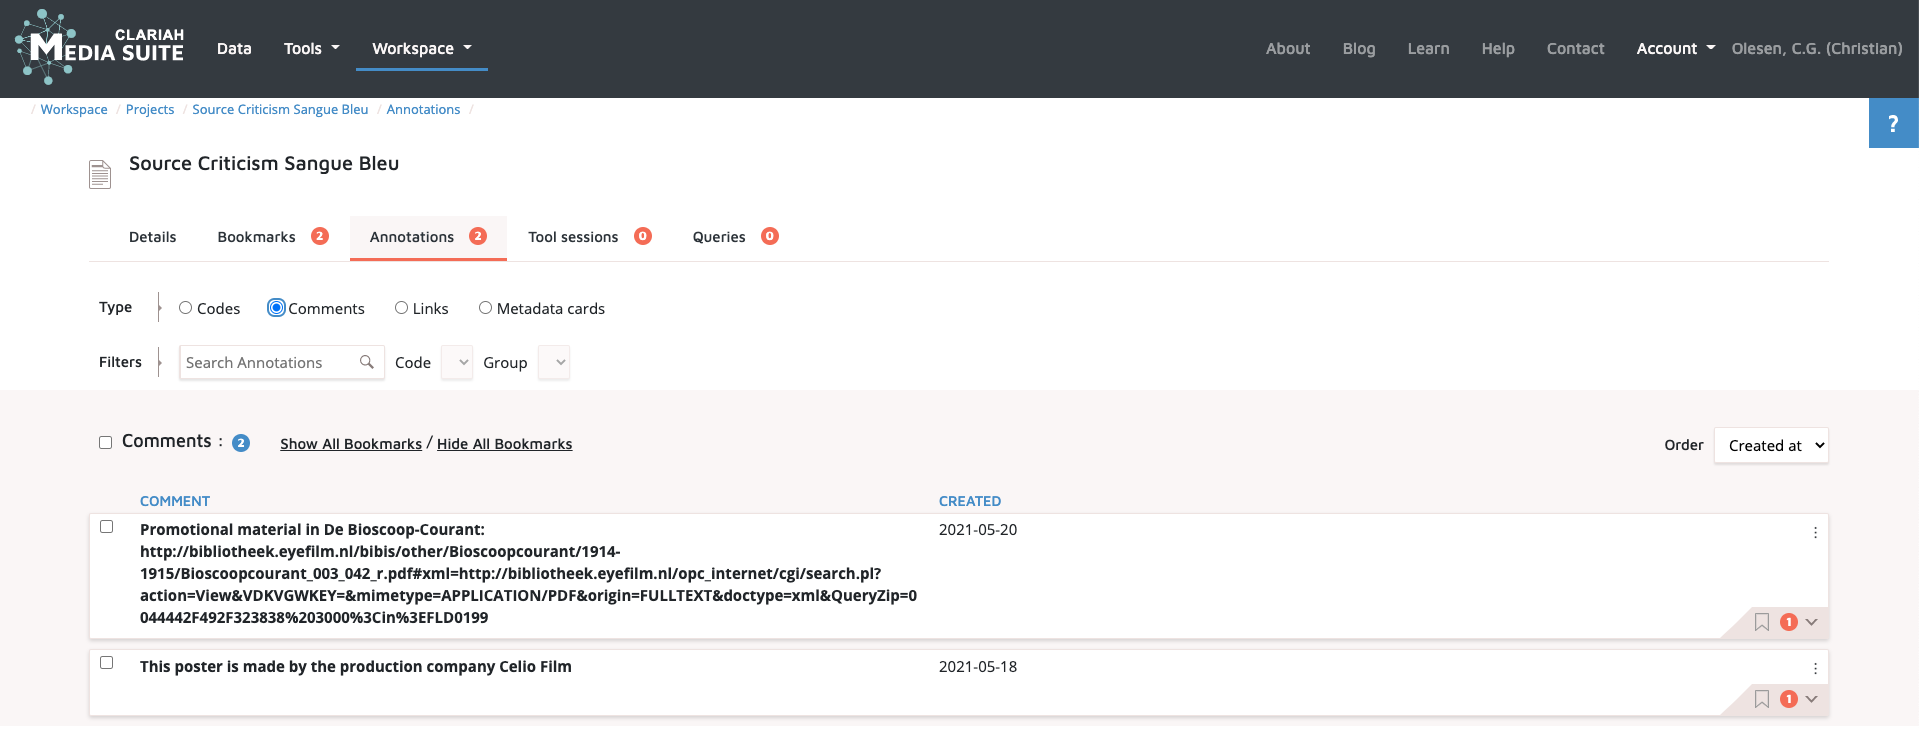 CLARIAH
MEDIA SUITE
Data Tools Workspace About Blog Learn Help Contact Account Olesen, C.G. (Christian)
/ Workspace / Projects / Source Criticism Sangue Bleu / Annotations /
?
Source Criticism Sangue Bleu
Details Bookmarks 2 Annotations 2 Tool sessions 0 Queries 0
Type Codes Comments Links Metadata cards
Filters Search Annotations Code Group
Comments : 2 Show All Bookmarks / Hide All Bookmarks Order Created at
COMMENT CREATED
Promotional material in De Bioscoop-Courant: 2021-05-20
http://bibliotheek.eyefilm.nl/bibis/other/Bioscoopcourant/1914-
1915/Bioscoopcourant_003_042_r.pdf#xml=http://bibliotheek.eyefilm.nl/opc_internet/cgi/search.pl?
action=View&VDKVGWKEY=&mimetype=APPLICATION/PDF&origin=FULLTEXT&doctype=xml&QueryZip=0
044442F492F323838%203000%3Cin%3EFLD0199
1
This poster is made by the production company Celio Film 2021-05-18
1